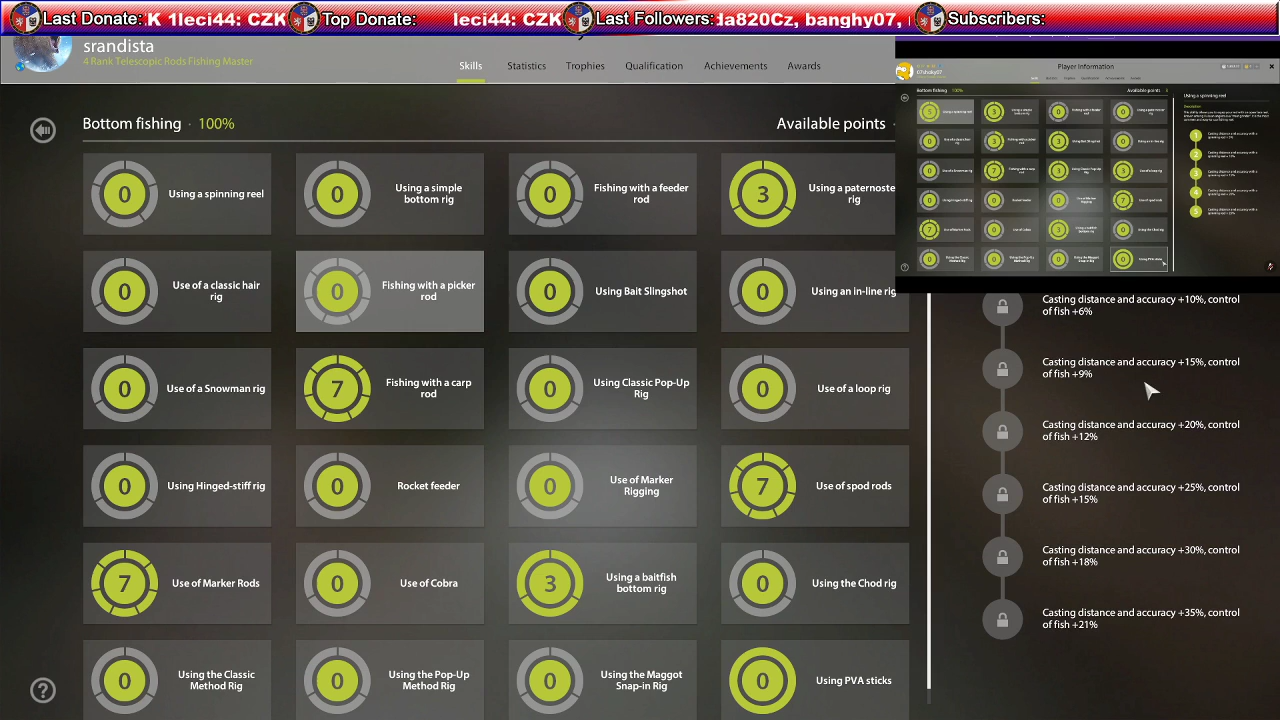 Last Donate:
K 1leci44: CZK
Top Donate:
leci44: CZK
Last Followers:
da820Cz, banghy07,
Subscribers:
srandista
4 Rank Telescopic Rods Fishing Master
Skills
Statistics
Trophies
Qualification
Achievements
Awards
Player Information
Bottom fishing · 100%
Available points
0
Using a spinning reel
0
Using a simple
bottom rig
0
Fishing with a feeder
rod
3
Using a paternoste
rig
0
Use of a classic hair
rig
0
Fishing with a picker
rod
0
Using Bait Slingshot
0
Using an in-line rig
0
Use of a Snowman rig
7
Fishing with a carp
rod
0
Using Classic Pop-Up
Rig
0
Use of a loop rig
0
Using Hinged-stiff rig
0
Rocket feeder
0
Use of Marker
Rigging
7
Use of spod rods
7
Use of Marker Rods
0
Use of Cobra
3
Using a baitfish
bottom rig
0
Using the Chod rig
0
Using the Classic
Method Rig
0
Using the Pop-Up
Method Rig
0
Using the Maggot
Snap-in Rig
0
Using PVA sticks
?
Bottom fishing 100%
Available points
Using a spinning reel
Casting distance and accuracy +10%, control
of fish +6%
Casting distance and accuracy +15%, control
of fish +9%
Casting distance and accuracy +20%, control
of fish +12%
Casting distance and accuracy +25%, control
of fish +15%
Casting distance and accuracy +30%, control
of fish +18%
Casting distance and accuracy +35%, control
of fish +21%